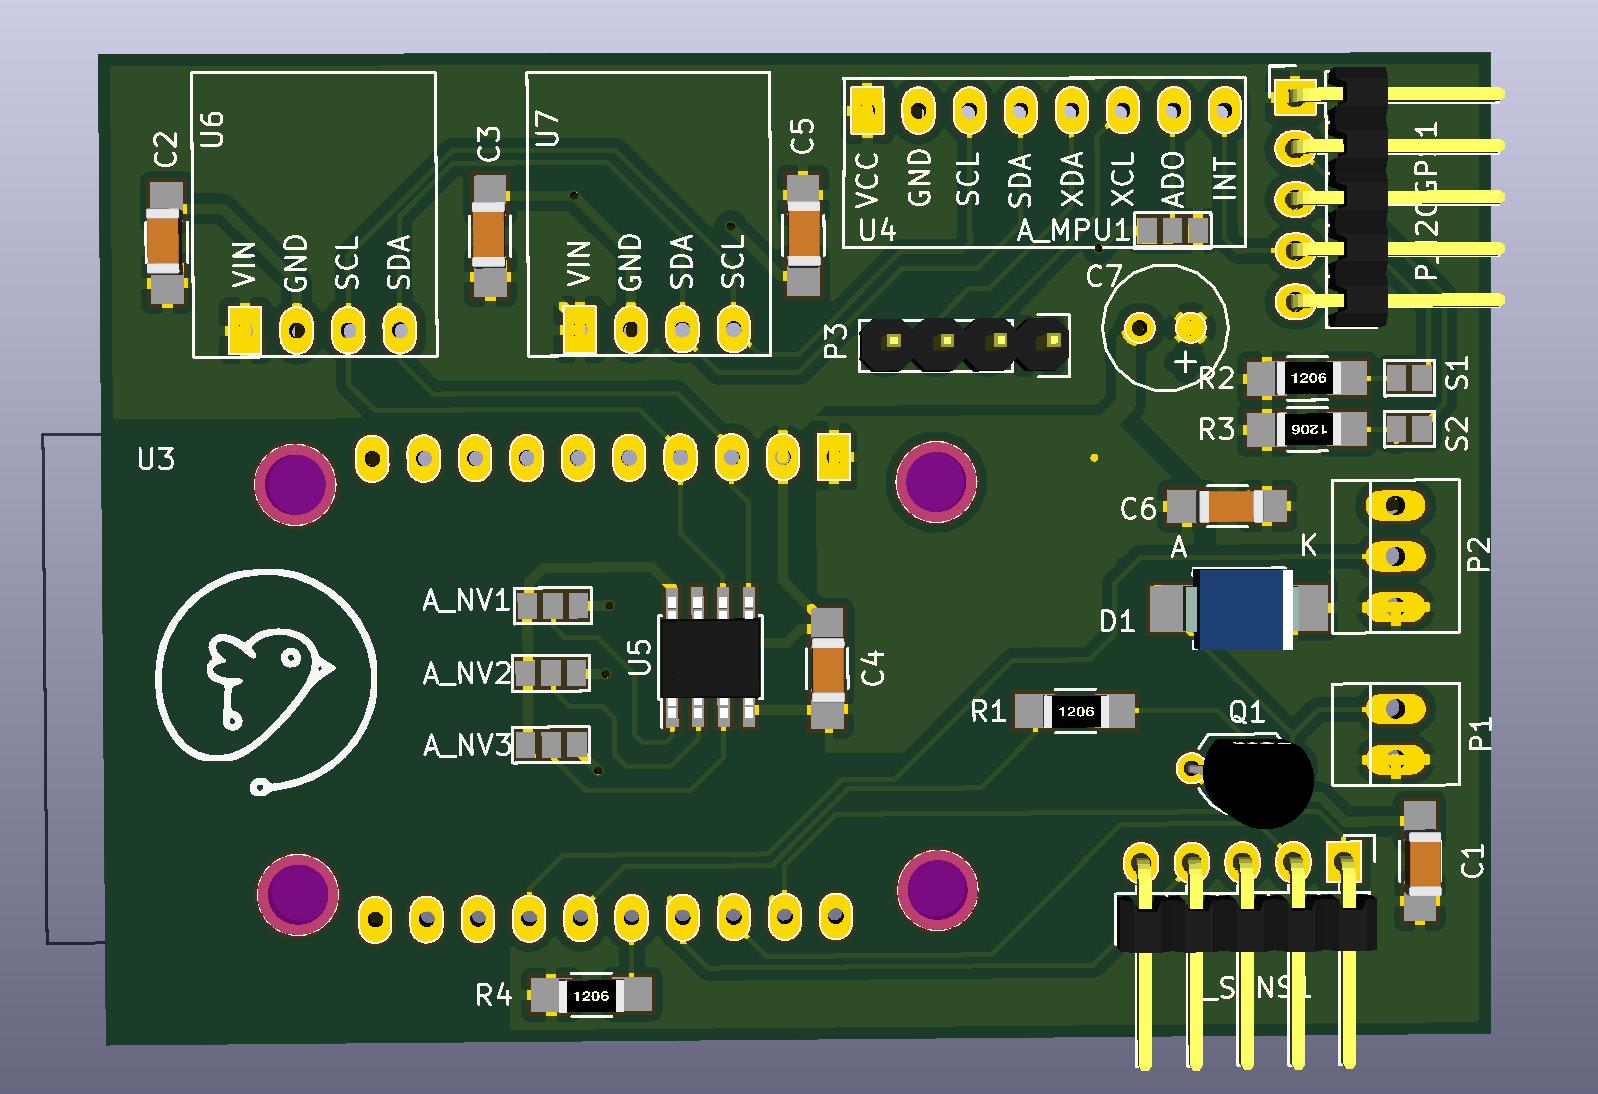 U6
C2
VIN
GND
SCL
SDA
C3
U7
VIN
GND
SDA
SCL
C5
VCC
GND
SCL
SDA
XDA
XCL
ADO
INT
U4
A_MPU1
C7
P3
+
R2
1206
S1
R3
1206
S2
U3
C6
A
K
P2
D1
A_NV1
A_NV2
A_NV3
U5
C4
R1
1206
Q1
P1
C1
R4
1206